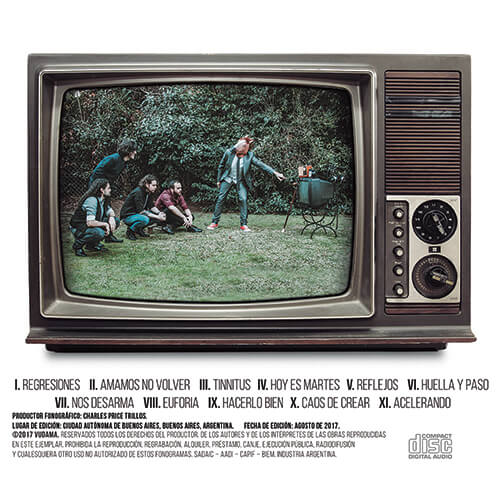 I. REGRESIONES II. AMAMOS NO VOLVER III. TINNITUS IV. HOY ES MARTES V. REFLEJOS VI. HUELLA Y PASO
VII. NOS DESARMA VIII. EUFORIA IX. HACERLO BIEN X. CAOS DE CREAR XI. ACELERANDO
PRODUCTOR FONOGRÁFICO: CHARLES PRICE TRILLOS.
LUGAR DE EDICIÓN: CIUDAD AUTÓNOMA DE BUENOS AIRES, BUENOS AIRES, ARGENTINA. FECHA DE EDICIÓN: AGOSTO DE 2017.
©2017 YUDAMA. RESERVADOS TODOS LOS DERECHOS DEL PRODUCTOR, DE LOS AUTORES Y DE LOS INTÉRPRETES DE LAS OBRAS REPRODUCIDAS
EN ESTE EJEMPLAR. PROHIBIDA LA REPRODUCCIÓN, REGRABACIÓN, ALQUILER, PRÉSTAMO, CANJE, EJECUCIÓN PÚBLICA, RADIODIFUSIÓN
Y CUALESQUIERA OTRO USO NO AUTORIZADO DE ESTOS FONOGRAMAS. SADAIC - AADI - CAPIF - BIEM. INDUSTRIA ARGENTINA.
COMPACT
disc
DIGITAL AUDIO